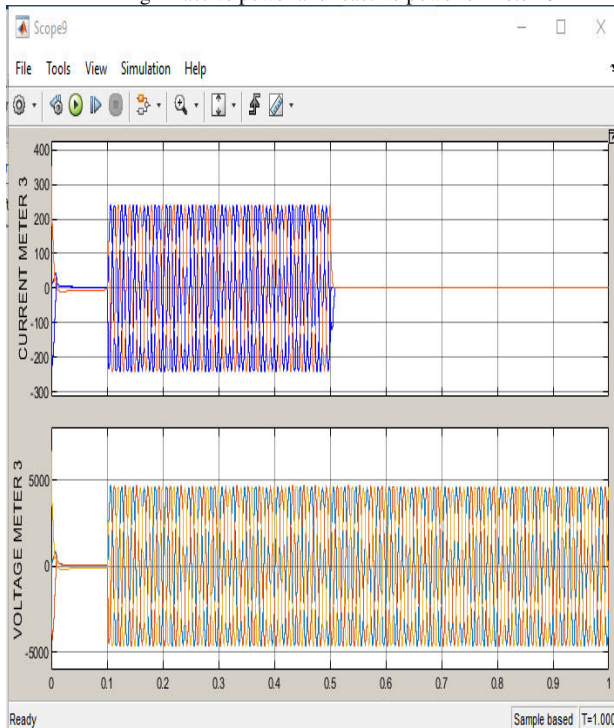 Scope9
File Tools View Simulation Help
CURRENT METER 3
400
300
200
100
0
-100
-200
-300
VOLTAGE METER 3
5000
0
-5000
0 0.1 0.2 0.3 0.4 0.5 0.6 0.7 0.8 0.9 1
Ready
Sample based T=1.000